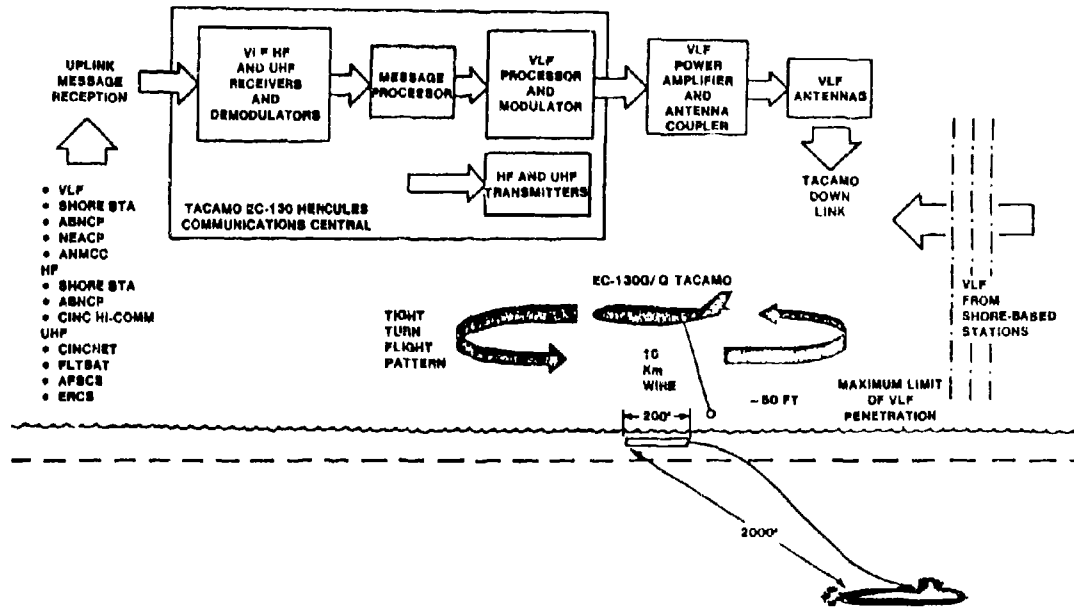 UPLINK
MESSAGE
RECEPTION
VLF HF
AND UHF
RECEIVERS
AND
DEMODULATORS
MESSAGE
PROCESSOR
VLF
PROCESSOR
AND
MODULATOR
VLF
POWER
AMPLIFIER
AND
ANTENNA
COUPLER
VLF
ANTENNAS
HF AND UHF
TRANSMITTERS
TACAMO EC-130 HERCULES
COMMUNICATIONS CENTRAL
TACAMO
DOWN
LINK
• VLF
• SHORE STA
• ABNCP
• NEACP
• ANMCC
HF
• SHORE STA
• ABNCP
• CINC HI-COMM
UHF
• CINCNET
• FLTSAT
• AFSCS
• ERCS
VLF
FROM
SHORE-BASED
STATIONS
EC-130G/Q TACAMO
TIGHT
TURN
FLIGHT
PATTERN
10
Km
WIRE
200'
~50 FT
MAXIMUM LIMIT
OF VLF
PENETRATION
2000'